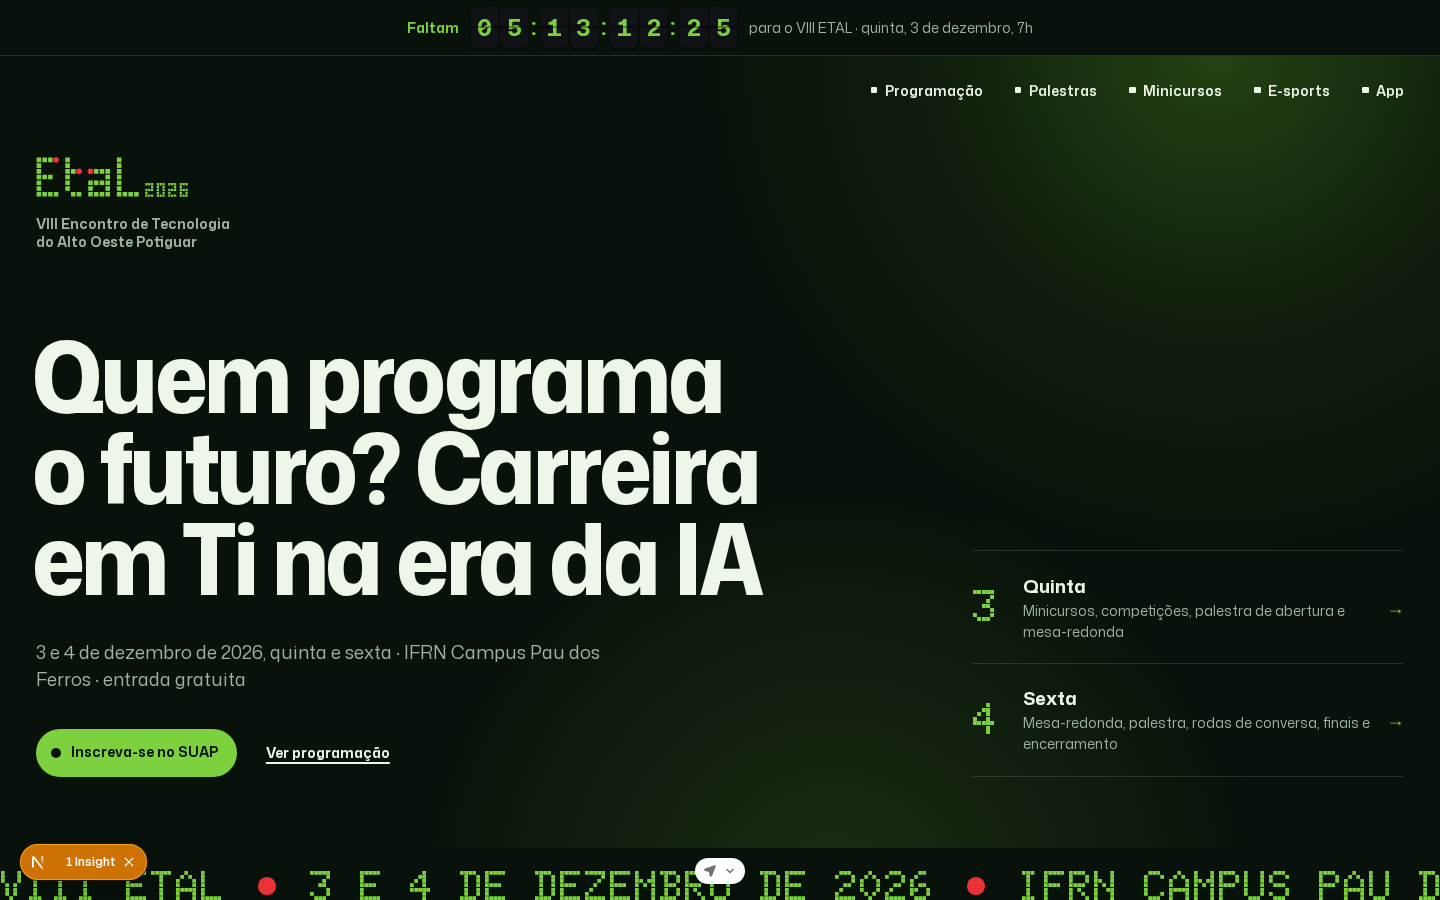 Faltam 05:13:12:25 para o VIII ETAL · quinta, 3 de dezembro, 7h
Programação Palestras Minicursos E-sports App
EtaL 2026
VIII Encontro de Tecnologia
do Alto Oeste Potiguar
Quem programa
o futuro? Carreira
em Ti na era da IA
3 e 4 de dezembro de 2026, quinta e sexta · IFRN Campus Pau dos
Ferros · entrada gratuita
Inscreva-se no SUAP Ver programação
3 Quinta
Minicursos, competições, palestra de abertura e →
mesa-redonda
4 Sexta
Mesa-redonda, palestra, rodas de conversa, finais e →
encerramento
N 1 Insight
VIII ETAL ● 3 E 4 DE DEZEMBRO DE 2026 ● IFRN CAMPUS PAU D